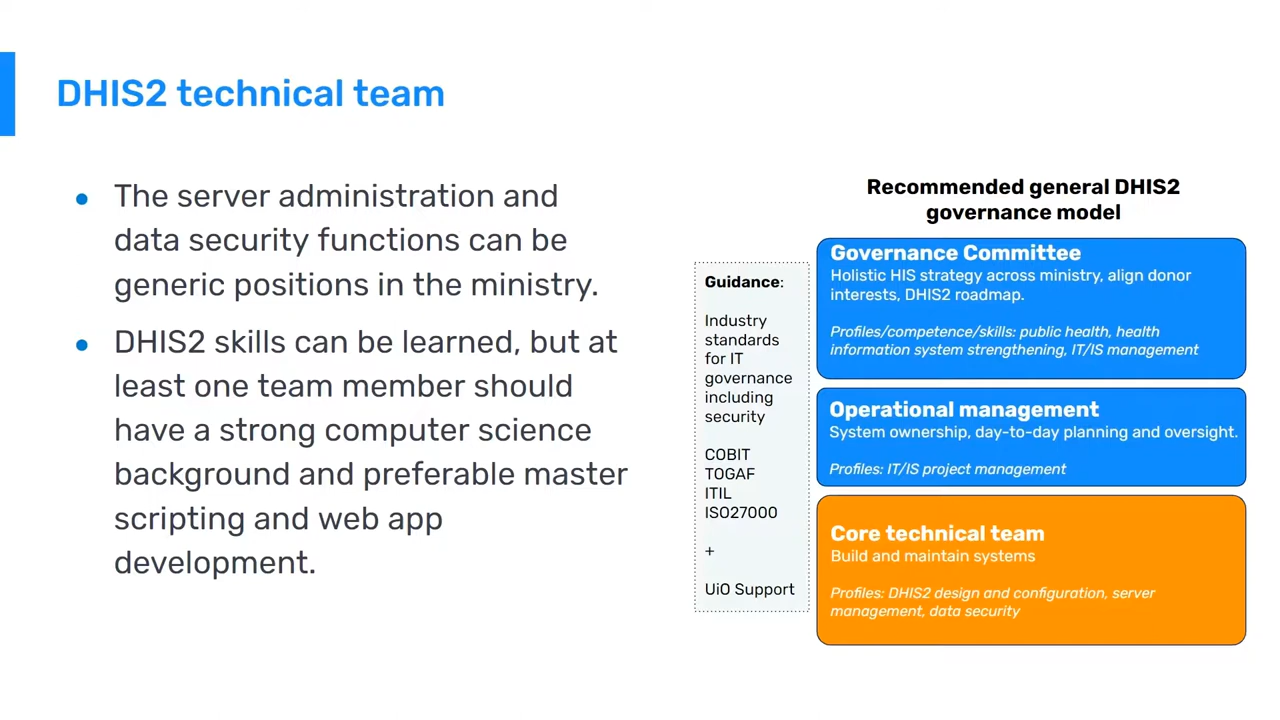 DHIS2 technical team
The server administration and
data security functions can be
generic positions in the ministry.
DHIS2 skills can be learned, but at
least one team member should
have a strong computer science
background and preferable master
scripting and web app
development.
Recommended general DHIS2
governance model
Guidance:
Industry
standards
for IT
governance
including
security
COBIT
TOGAF
ITIL
ISO27000
+
UiO Support
Governance Committee
Holistic HIS strategy across ministry, align donor
interests, DHIS2 roadmap.
Profiles/competence/skills: public health, health
information system strengthening, IT/IS management
Operational management
System ownership, day-to-day planning and oversight.
Profiles: IT/IS project management
Core technical team
Build and maintain systems
Profiles: DHIS2 design and configuration, server
management, data security